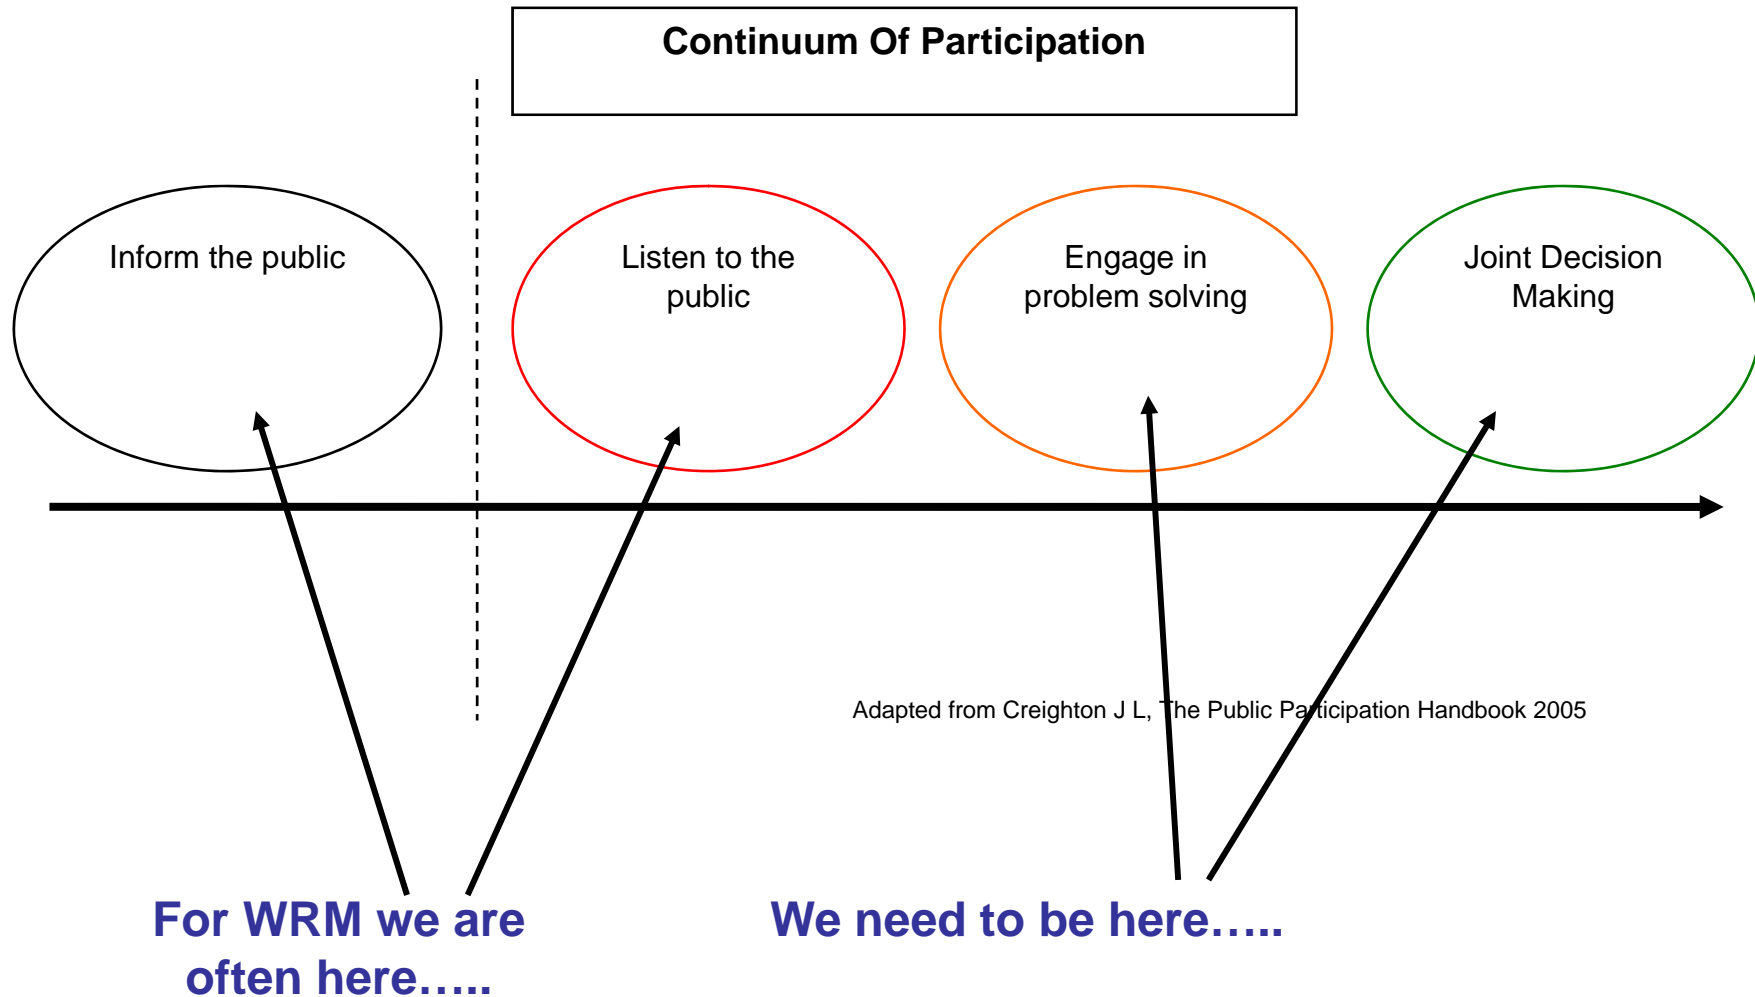 Continuum Of Participation
Inform the public
Listen to the
public
Engage in
problem solving
Joint Decision
Making
Adapted from Creighton J L, The Public Participation Handbook 2005
For WRM we are
often here…..
We need to be here…..